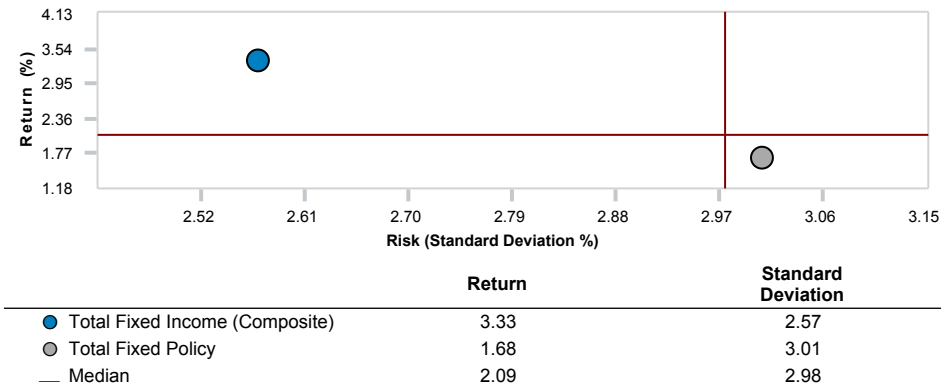 4.13
3.54
2.95
2.36
1.77
1.18
Return (%)
2.52 2.61 2.70 2.79 2.88 2.97 3.06 3.15
Risk (Standard Deviation %)
Return Standard Deviation
Total Fixed Income (Composite) 3.33 2.57
Total Fixed Policy 1.68 3.01
Median 2.09 2.98